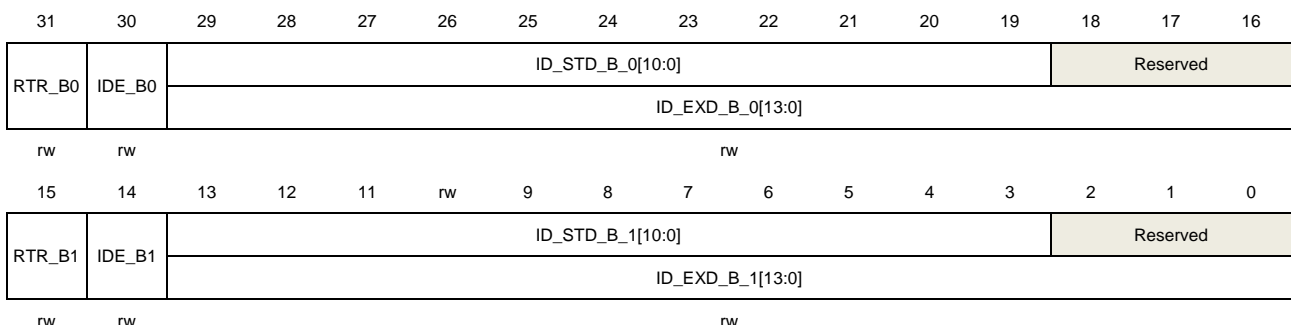 31 30 29 28 27 26 25 24 23 22 21 20 19 18 17 16
RTR_B0 IDE_B0 ID_STD_B_0[10:0] Reserved
ID_EXD_B_0[13:0]
rw rw rw
15 14 13 12 11 rw 9 8 7 6 5 4 3 2 1 0
RTR_B1 IDE_B1 ID_STD_B_1[10:0] Reserved
ID_EXD_B_1[13:0]
rw rw rw